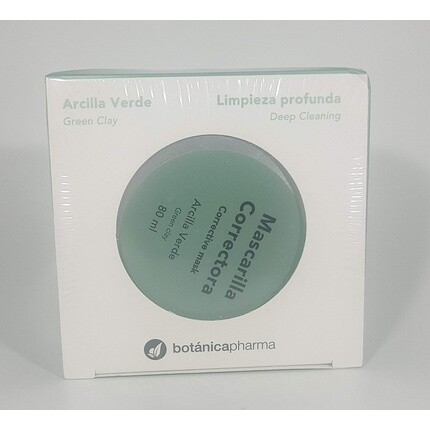 Arcilla Verde
Green Clay
Limpieza profunda
Deep Cleaning
Mascarilla
Correctora
Corrective mask
Arcilla Verde
Green clay
80 ml
botánicapharma